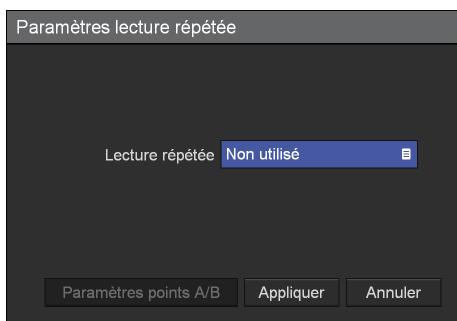 Paramètres lecture répétée
Lecture répétée Non utilisé
Paramètres points A/B Appliquer Annuler